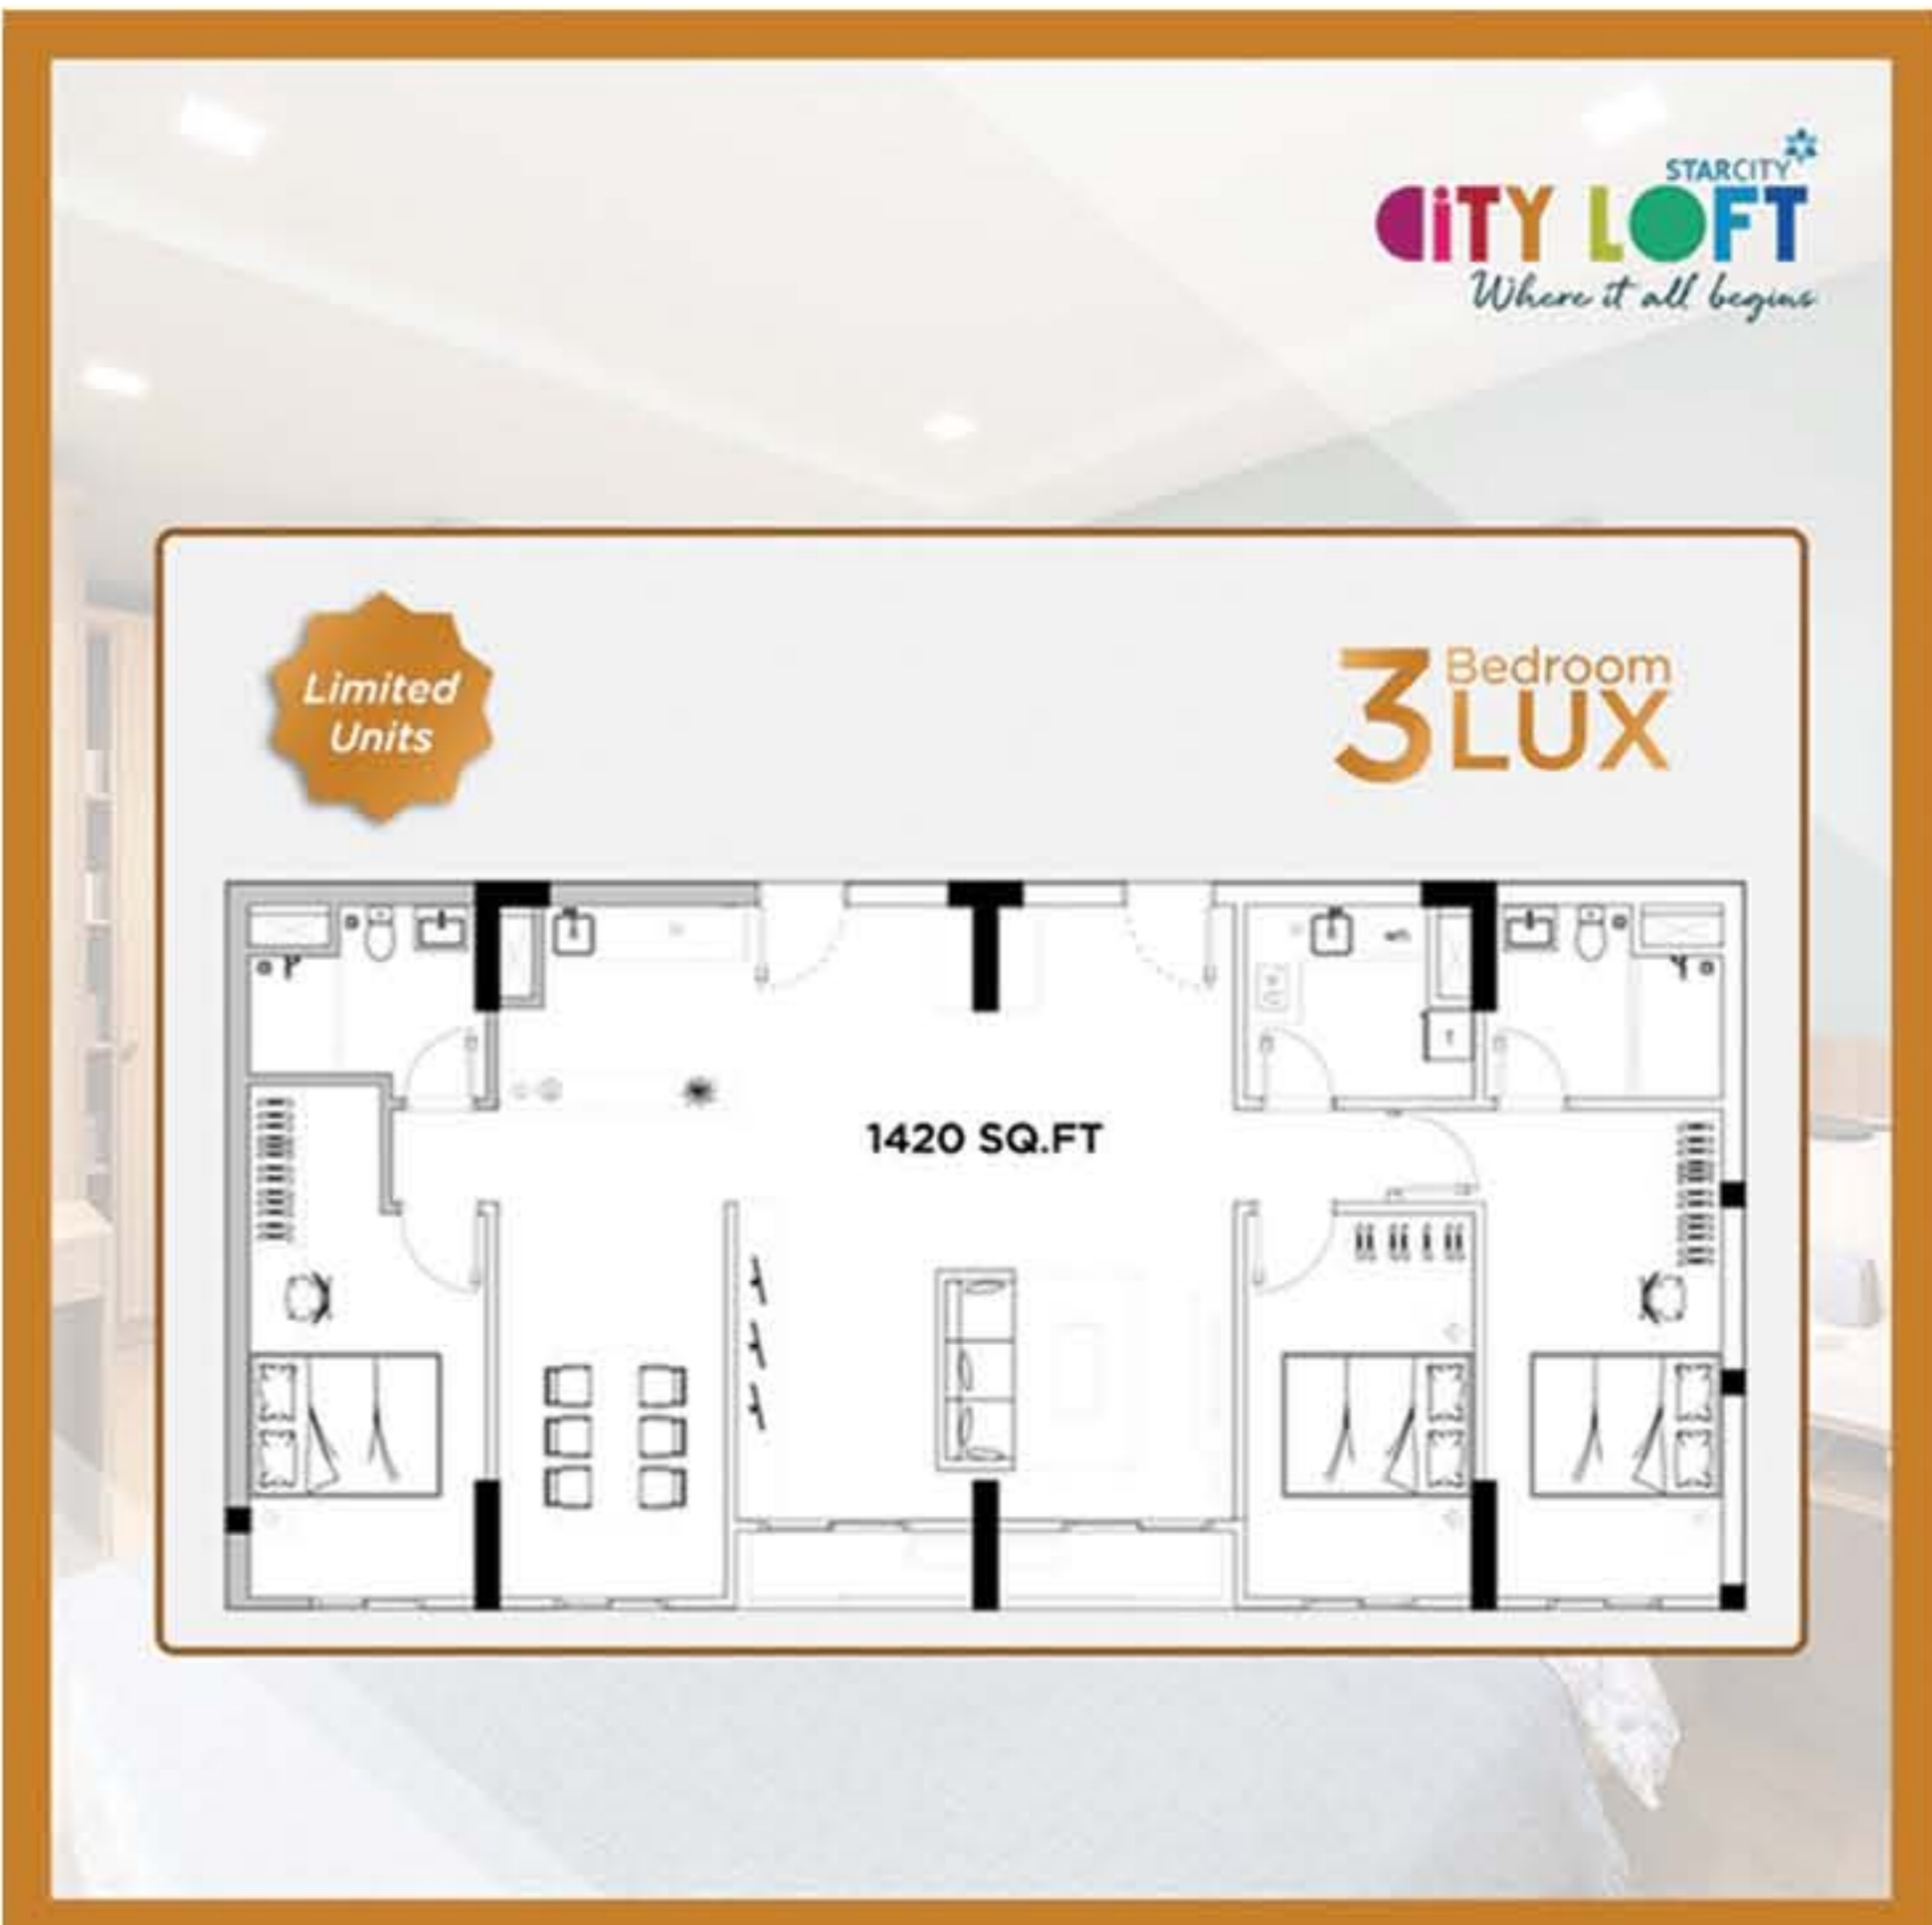 STARCITY
CiTY LOFT
Where it all begins
Limited
Units
3 Bedroom
LUX
1420 SQ.FT